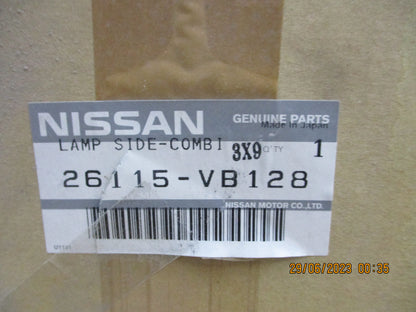 NISSAN GENUINE PARTS
Made in Japan
LAMP SIDE-COMBI 3X9 Q'TY 1
26115-VB128
NISSAN MOTOR CO.,LTD.
29/06/2023 00:35